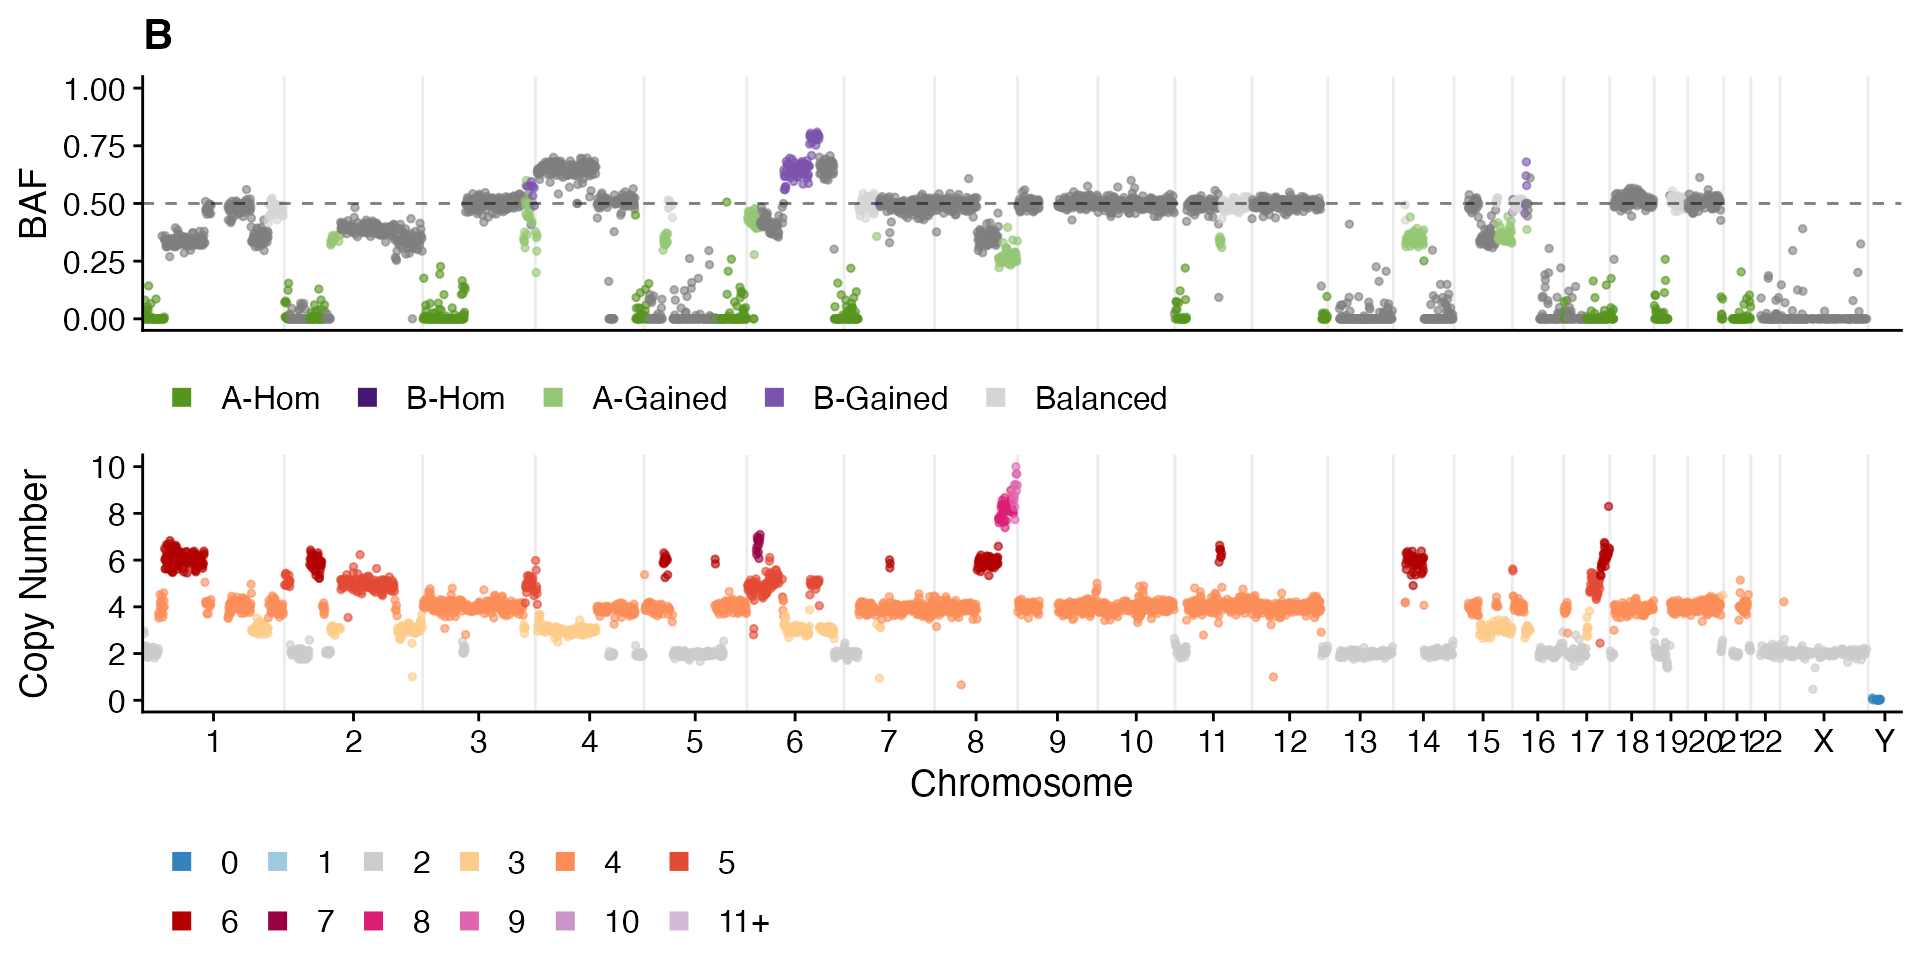 B
BAF
1.00
0.75
0.50
0.25
0.00
A-Hom B-Hom A-Gained B-Gained Balanced
Copy Number
10
8
6
4
2
0
1 2 3 4 5 6 7 8 9 10 11 12 13 14 15 16 17 18 19 20 21 22 X Y
Chromosome
0 1 2 3 4 5
6 7 8 9 10 11+